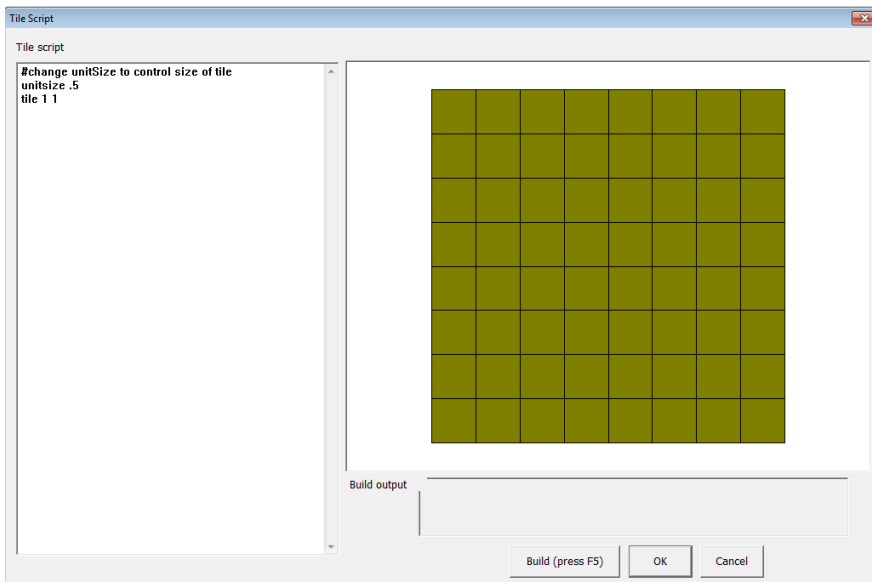 Tile Script
Tile script
#change unitSize to control size of tile
unitsize .5
tile 1 1
Build output
Build (press F5)
OK
Cancel